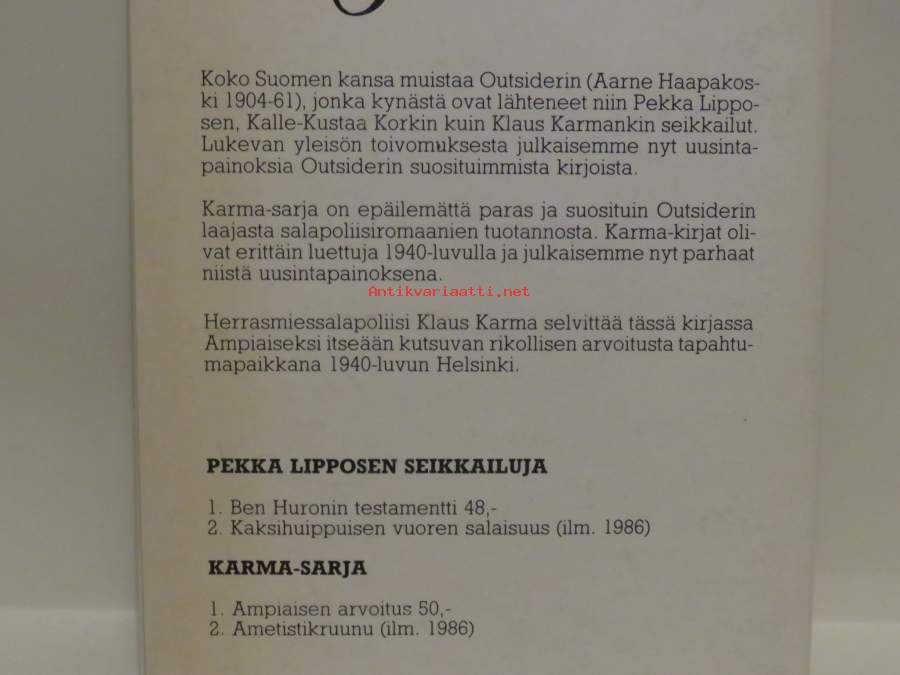 Koko Suomen kansa muistaa Outsiderin (Aarne Haapakos-
ki 1904-61), jonka kynästä ovat lähteneet niin Pekka Lippo-
sen, Kalle-Kustaa Korkin kuin Klaus Karmankin seikkailut.
Lukevan yleisön toivomuksesta julkaisemme nyt uusinta-
painoksia Outsiderin suosituimmista kirjoista.
Karma-sarja on epäilemättä paras ja suosituin Outsiderin
laajasta salapoliisiromaanien tuotannosta. Karma-kirjat oli-
vat erittäin luettuja 1940-luvulla ja julkaisemme nyt parhaat
niistä uusintapainoksena.
Antikvariaatti.net
Herrasmiessalapoliisi Klaus Karma selvittää tässä kirjassa
Ampiaiseksi itseään kutsuvan rikollisen arvoitusta tapahtu-
mapaikkana 1940-luvun Helsinki.
PEKKA LIPPOSEN SEIKKAILUJA
1. Ben Huronin testamentti 48,-
2. Kaksihuippuisen vuoren salaisuus (ilm. 1986)
KARMA-SARJA
1. Ampiaisen arvoitus 50,-
2. Ametistikruunu (ilm. 1986)